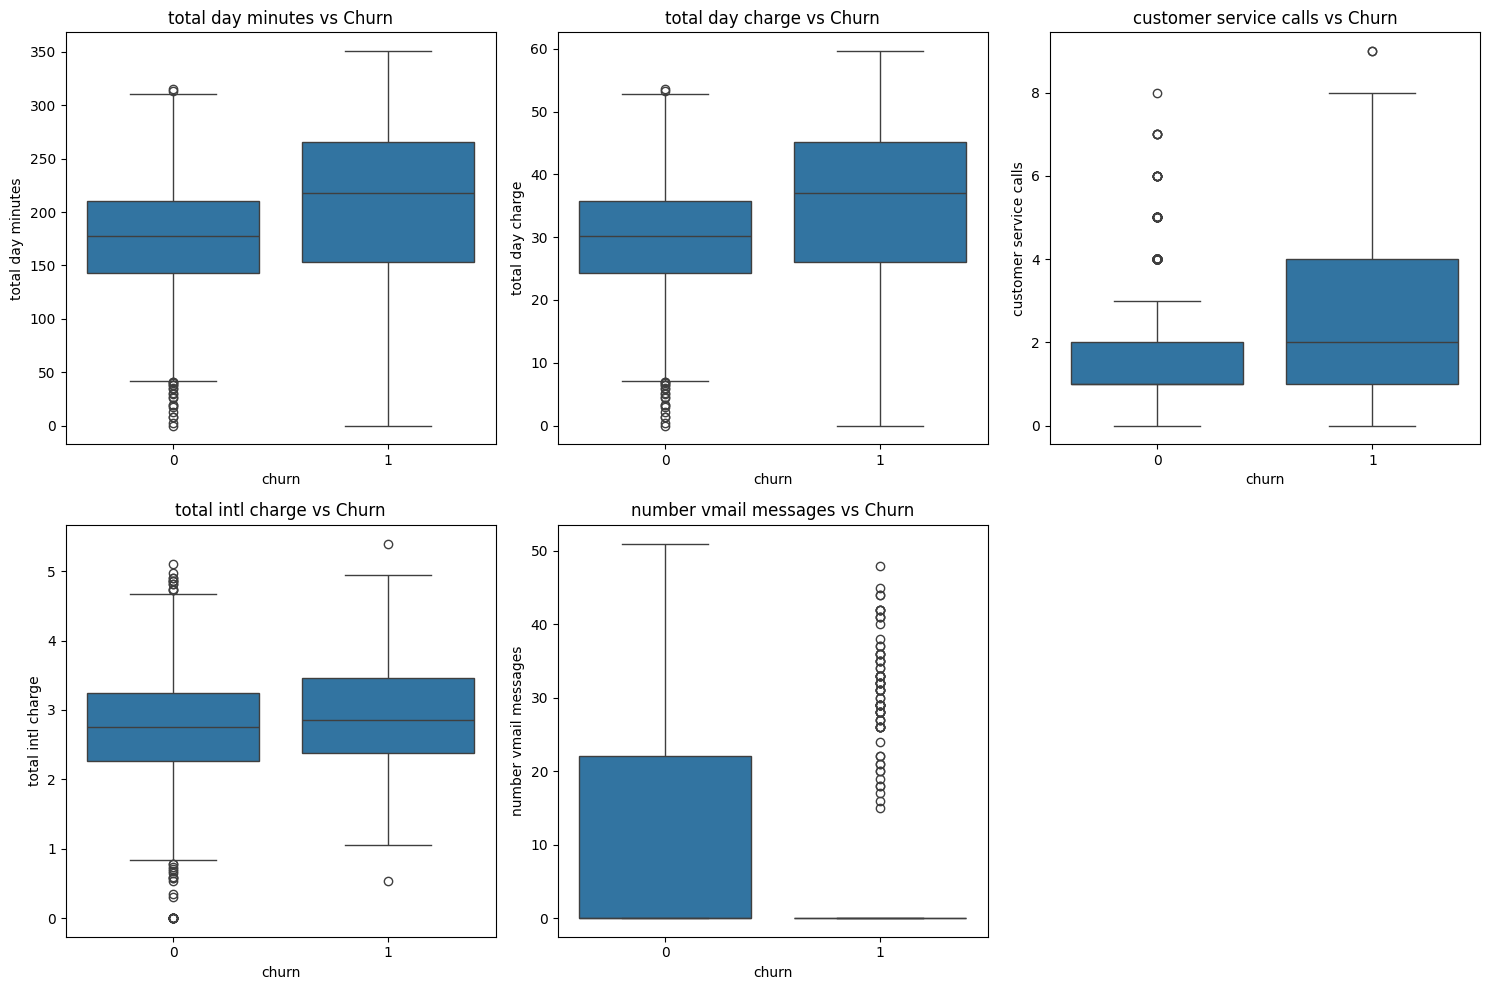 total day minutes vs Churn
total day minutes
350
300
250
200
150
100
50
0
0 1
churn
total day charge vs Churn
total day charge
60
50
40
30
20
10
0
0 1
churn
customer service calls vs Churn
customer service calls
8
6
4
2
0
0 1
churn
total intl charge vs Churn
total intl charge
5
4
3
2
1
0
0 1
churn
number vmail messages vs Churn
number vmail messages
50
40
30
20
10
0
0 1
churn